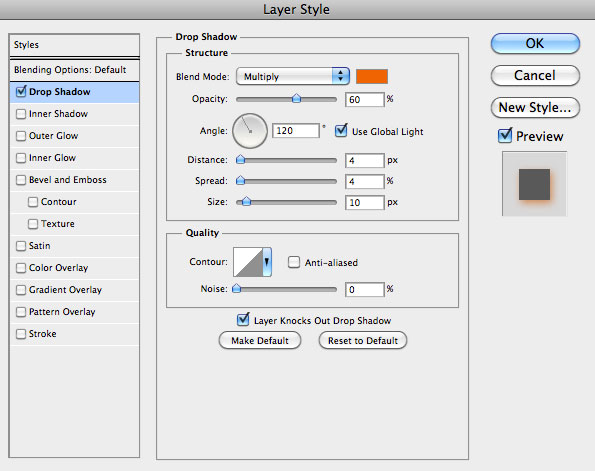 Layer Style
Styles
Blending Options: Default
Drop Shadow
Inner Shadow
Outer Glow
Inner Glow
Bevel and Emboss
Contour
Texture
Satin
Color Overlay
Gradient Overlay
Pattern Overlay
Stroke
Drop Shadow
Structure
Blend Mode: Multiply
Opacity: 60 %
Angle: 120 ° Use Global Light
Distance: 4 px
Spread: 4 %
Size: 10 px
Quality
Contour: Anti-aliased
Noise: 0 %
Layer Knocks Out Drop Shadow
Make Default Reset to Default
OK
Cancel
New Style...
Preview